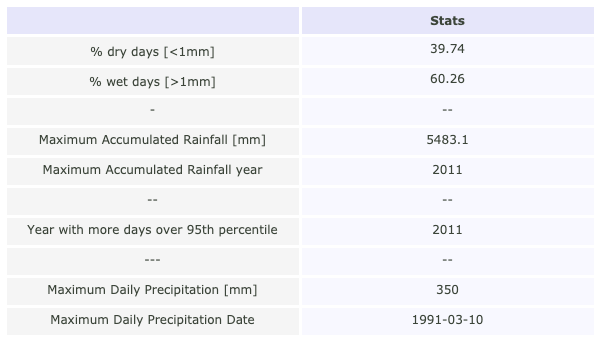 Stats
% dry days [<1mm] 39.74
% wet days [>1mm] 60.26
- --
Maximum Accumulated Rainfall [mm] 5483.1
Maximum Accumulated Rainfall year 2011
-- --
Year with more days over 95th percentile 2011
--- --
Maximum Daily Precipitation [mm] 350
Maximum Daily Precipitation Date 1991-03-10